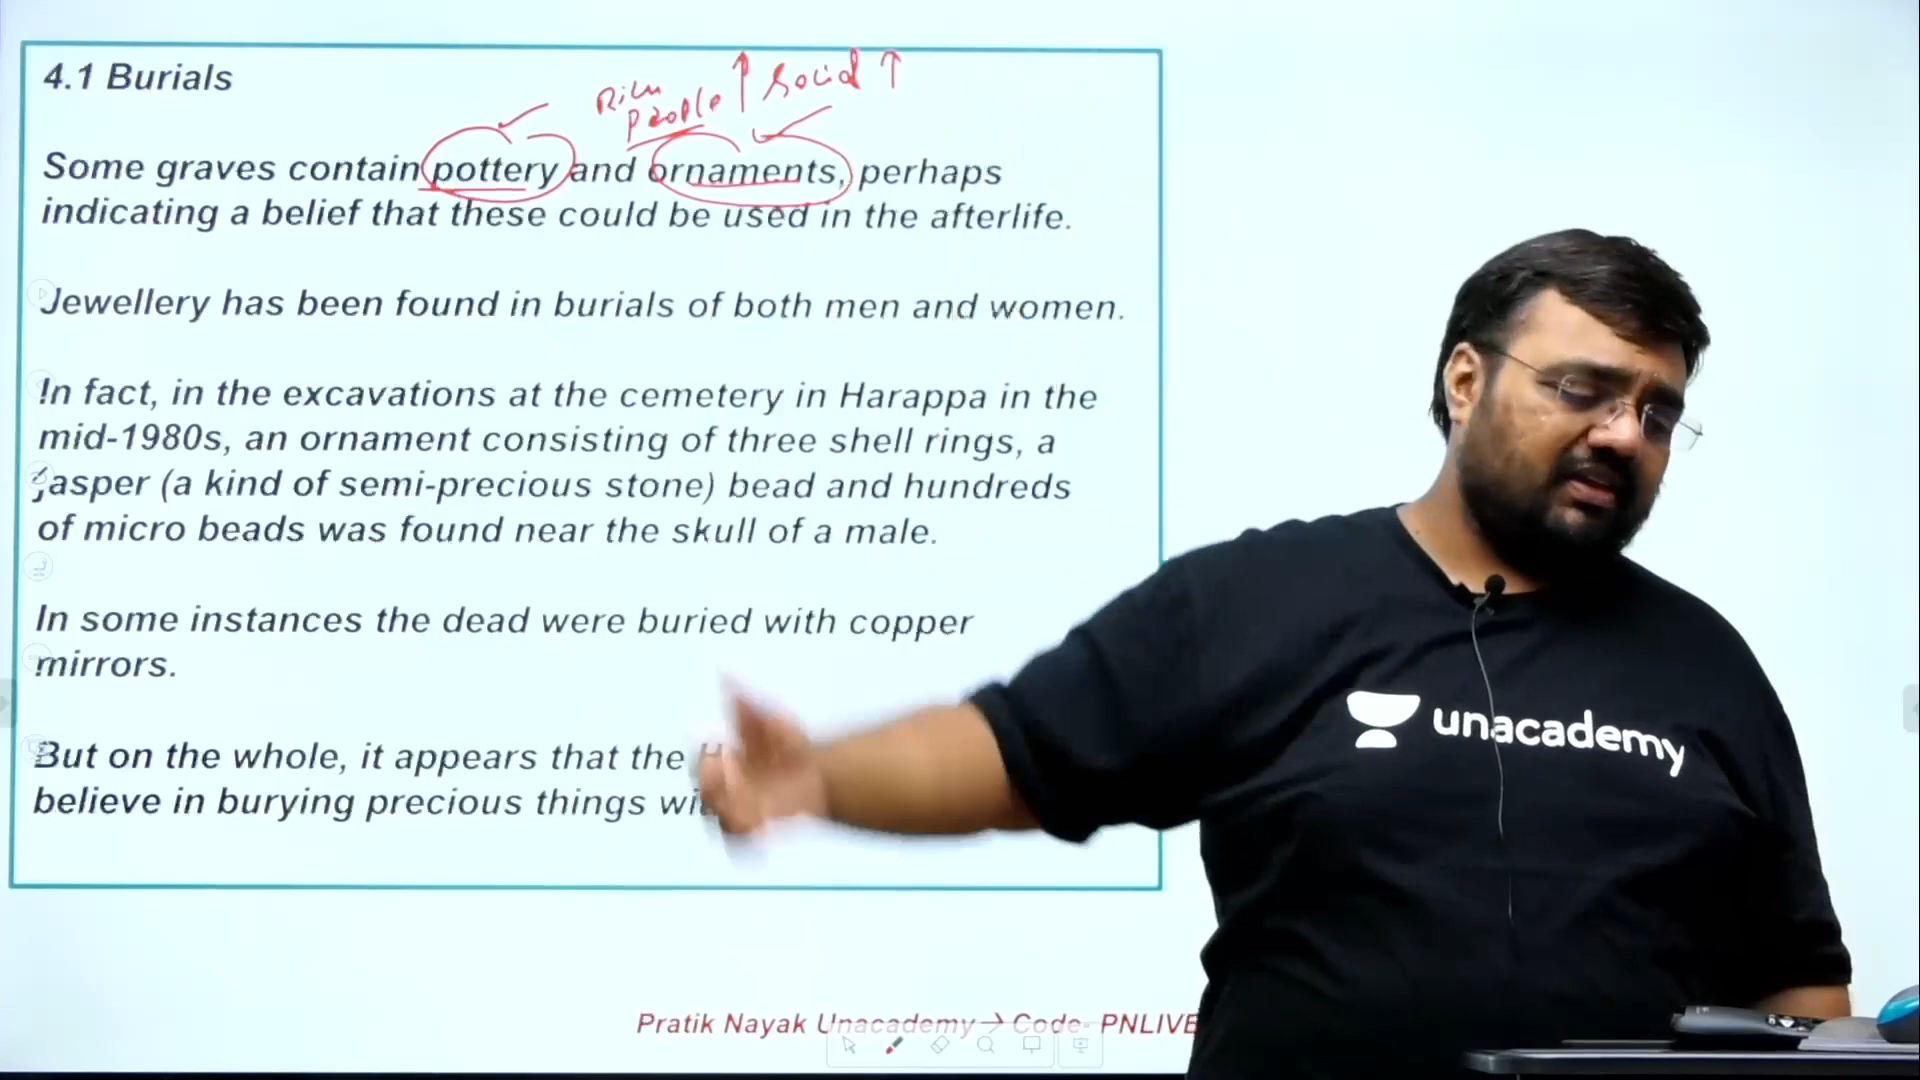 4.1 Burials
Rich people ↑ Social ↑
Some graves contain pottery and ornaments, perhaps
indicating a belief that these could be used in the afterlife.
Jewellery has been found in burials of both men and women.
In fact, in the excavations at the cemetery in Harappa in the
mid-1980s, an ornament consisting of three shell rings, a
jasper (a kind of semi-precious stone) bead and hundreds
of micro beads was found near the skull of a male.
In some instances the dead were buried with copper
mirrors.
But on the whole, it appears that the
believe in burying precious things
unacademy
Pratik Nayak Unacademy→ Code- PNLIVE